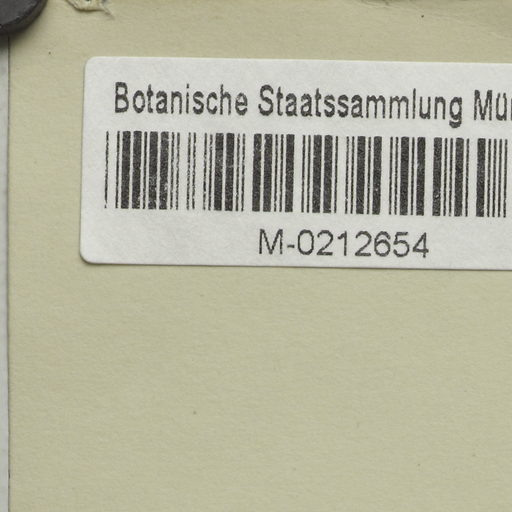 Botanische Staatssammlung Mü
M-0212654